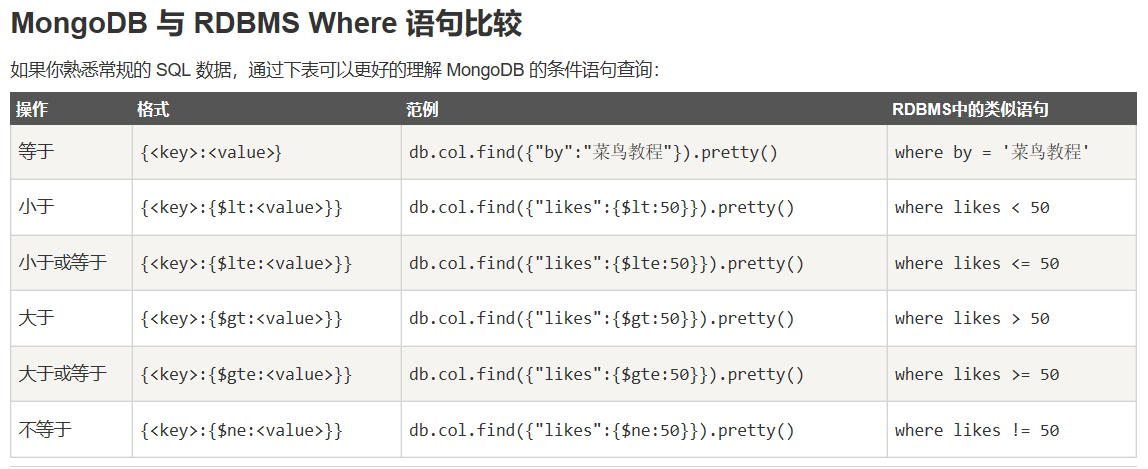 MongoDB 与 RDBMS Where 语句比较
如果你熟悉常规的 SQL 数据，通过下表可以更好的理解 MongoDB 的条件语句查询：
操作 格式 范例 RDBMS中的类似语句
等于 {<key>:<value>} db.col.find({"by":"菜鸟教程"}).pretty() where by = '菜鸟教程'
小于 {<key>:{$lt:<value>}} db.col.find({"likes":{$lt:50}}).pretty() where likes < 50
小于或等于 {<key>:{$lte:<value>}} db.col.find({"likes":{$lte:50}}).pretty() where likes <= 50
大于 {<key>:{$gt:<value>}} db.col.find({"likes":{$gt:50}}).pretty() where likes > 50
大于或等于 {<key>:{$gte:<value>}} db.col.find({"likes":{$gte:50}}).pretty() where likes >= 50
不等于 {<key>:{$ne:<value>}} db.col.find({"likes":{$ne:50}}).pretty() where likes != 50